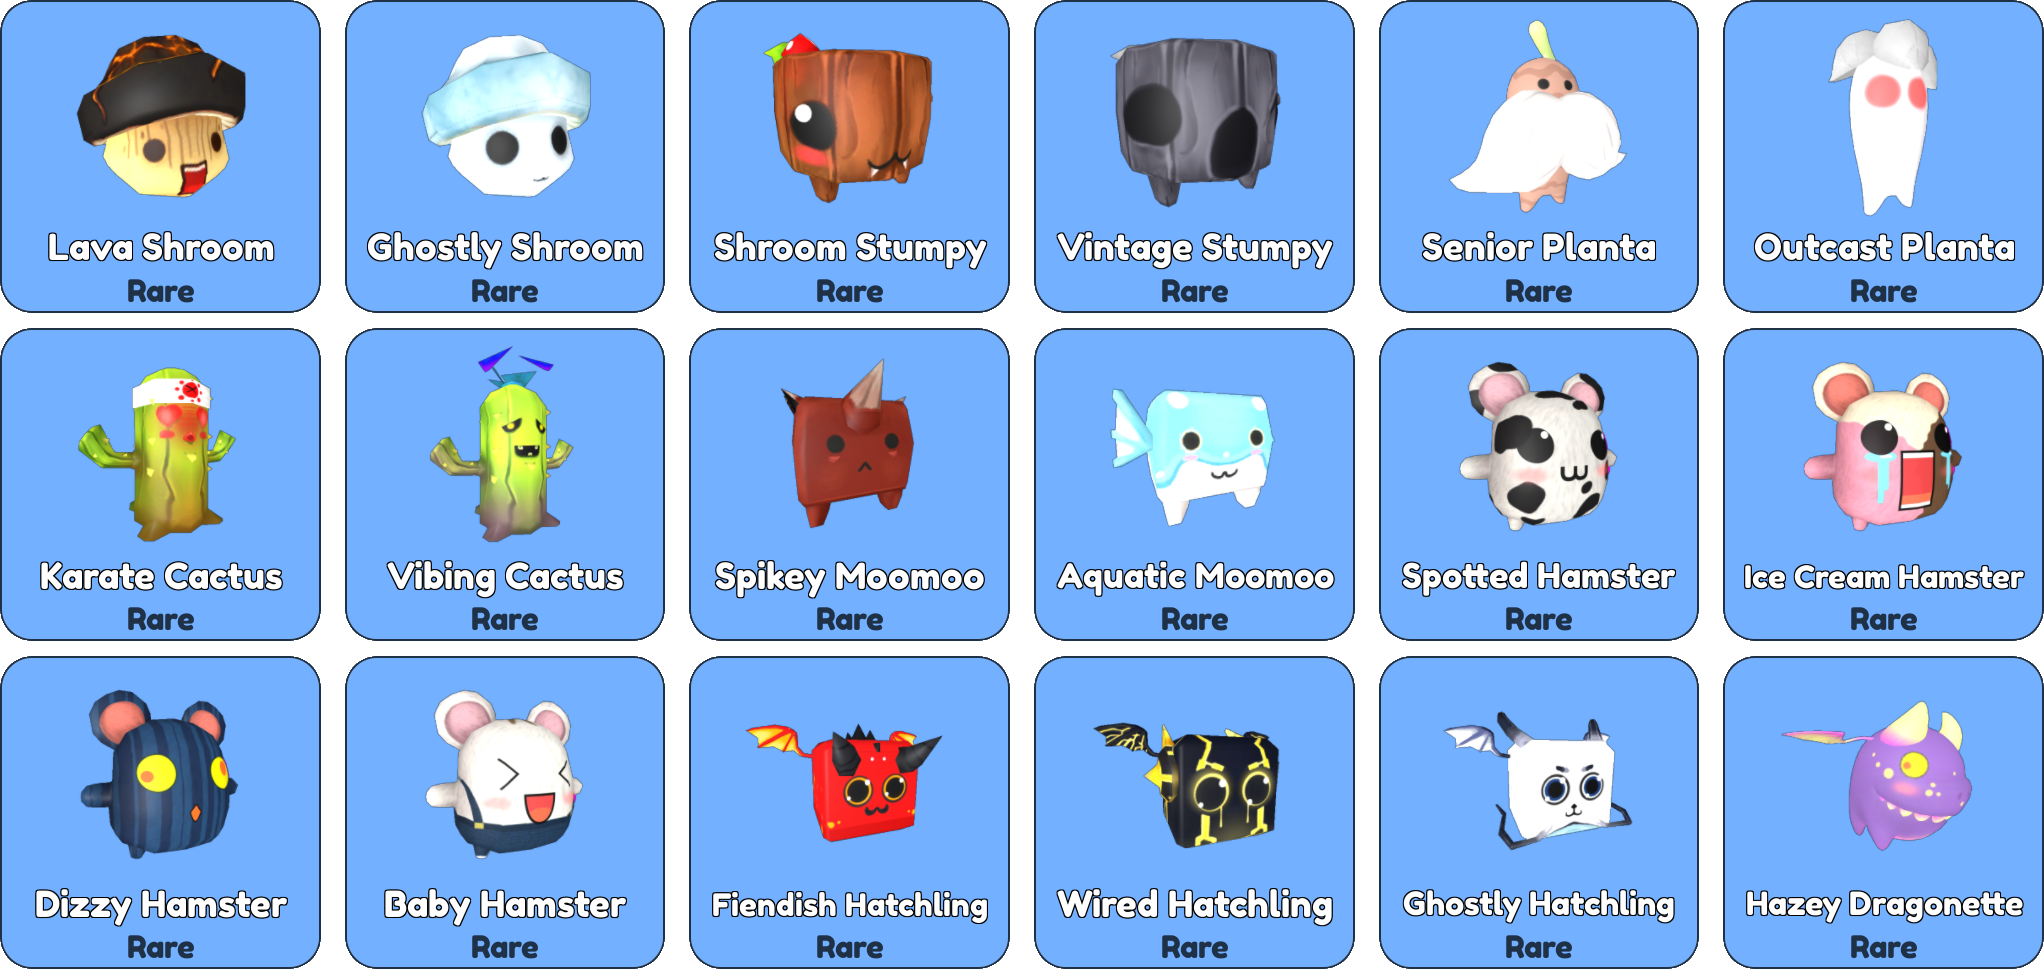 Lava Shroom
Rare
Ghostly Shroom
Rare
Shroom Stumpy
Rare
Vintage Stumpy
Rare
Senior Planta
Rare
Outcast Planta
Rare
Karate Cactus
Rare
Vibing Cactus
Rare
Spikey Moomoo
Rare
Aquatic Moomoo
Rare
Spotted Hamster
Rare
Ice Cream Hamster
Rare
Dizzy Hamster
Rare
Baby Hamster
Rare
Fiendish Hatchling
Rare
Wired Hatchling
Rare
Ghostly Hatchling
Rare
Hazey Dragonette
Rare